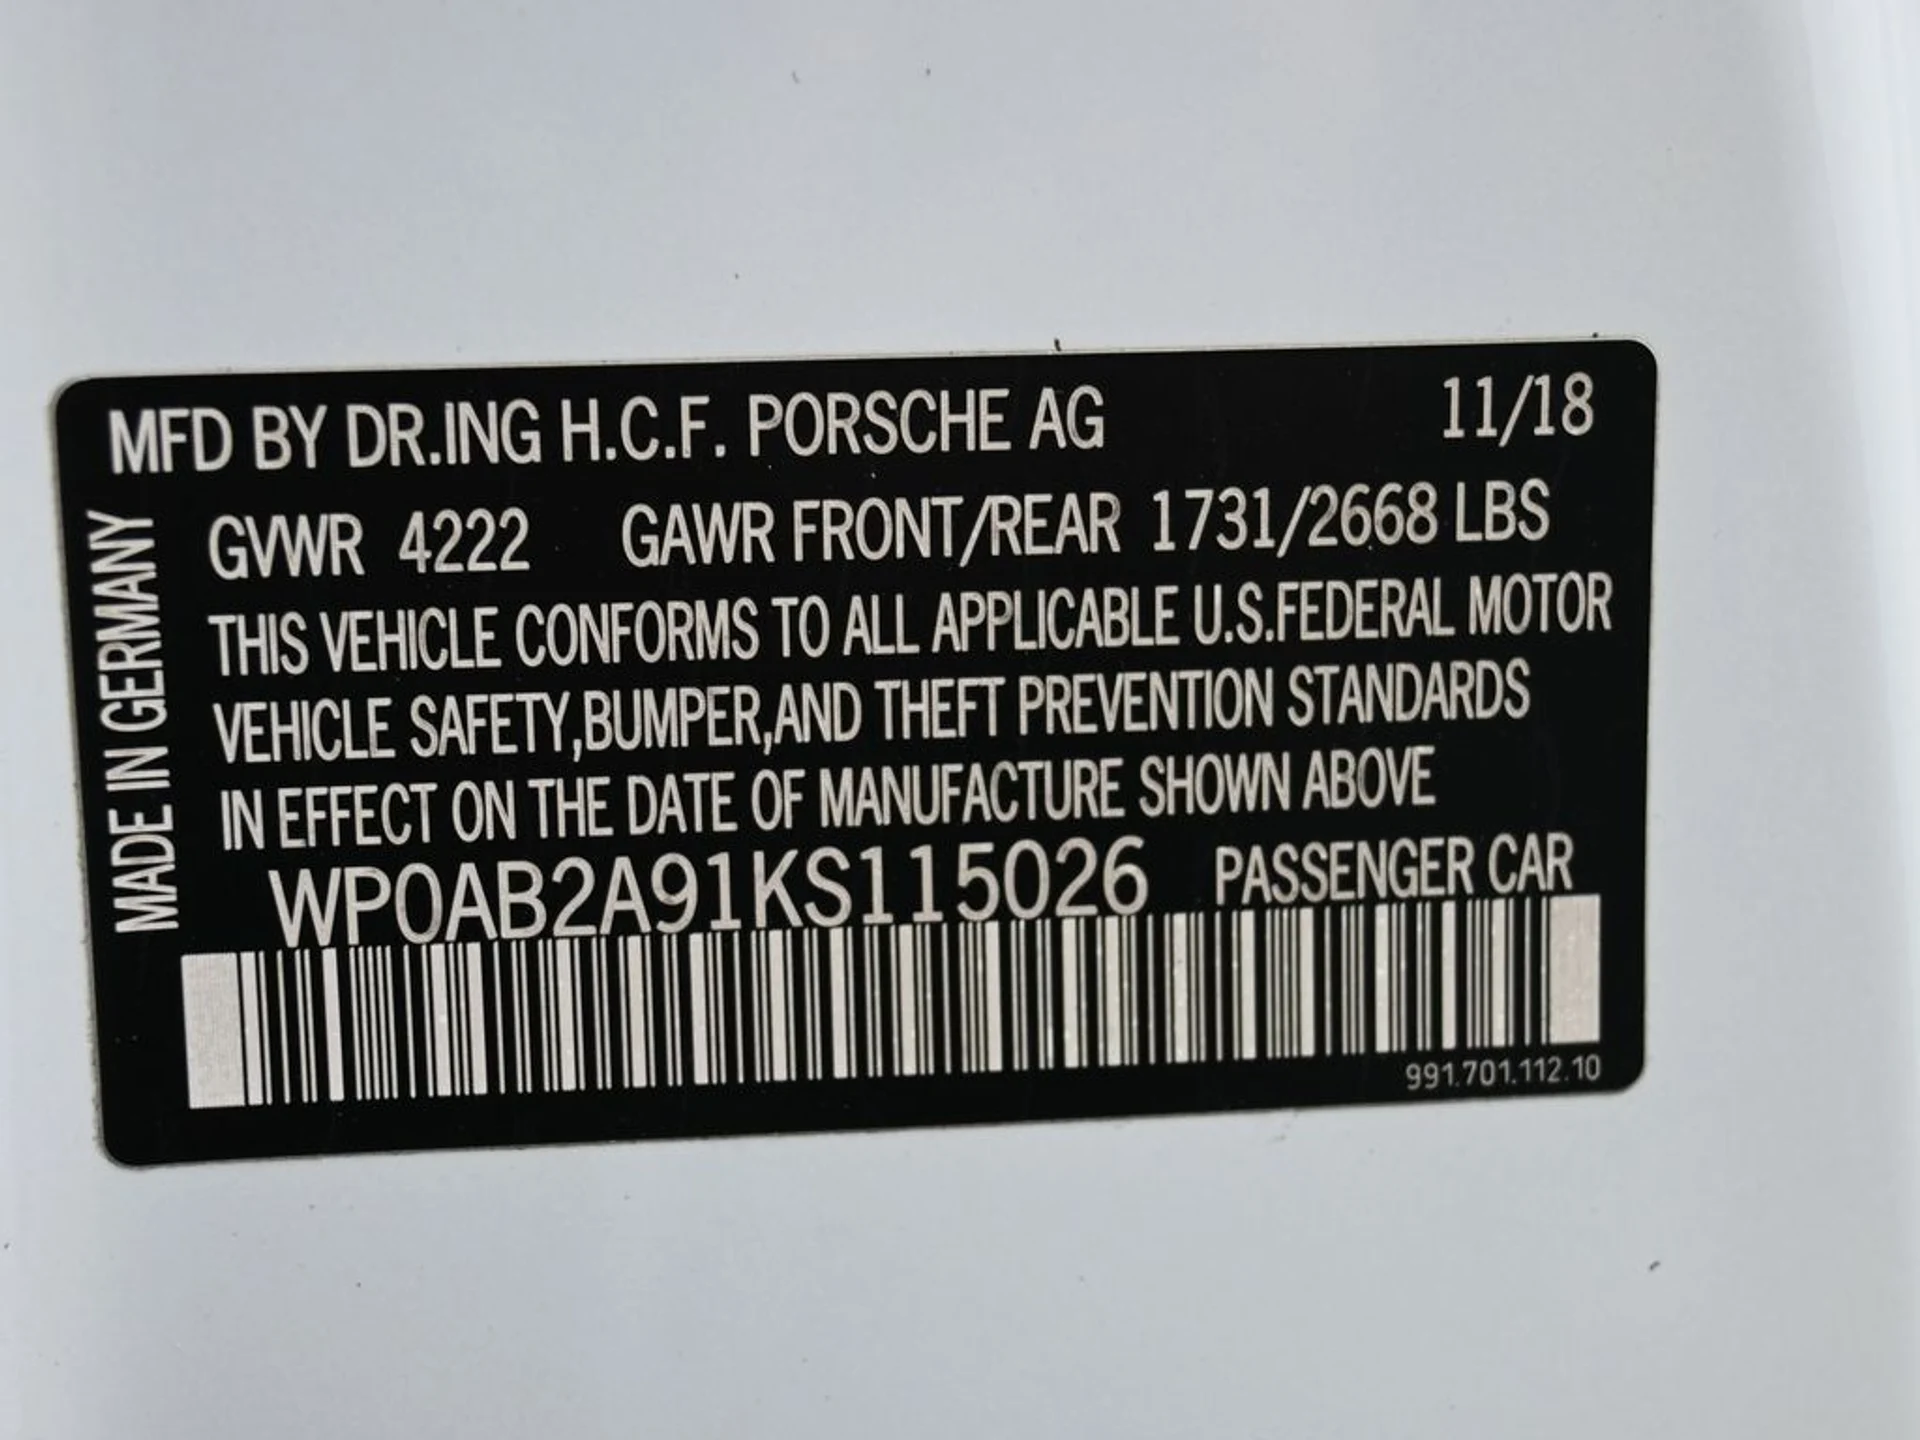 MFD BY DR.ING H.C.F. PORSCHE AG 11/18
GVWR 4222 GAWR FRONT/REAR 1731/2668 LBS
THIS VEHICLE CONFORMS TO ALL APPLICABLE U.S.FEDERAL MOTOR
VEHICLE SAFETY,BUMPER,AND THEFT PREVENTION STANDARDS
IN EFFECT ON THE DATE OF MANUFACTURE SHOWN ABOVE
WP0AB2A91KS115026 PASSENGER CAR
991.701.112.10
MADE IN GERMANY